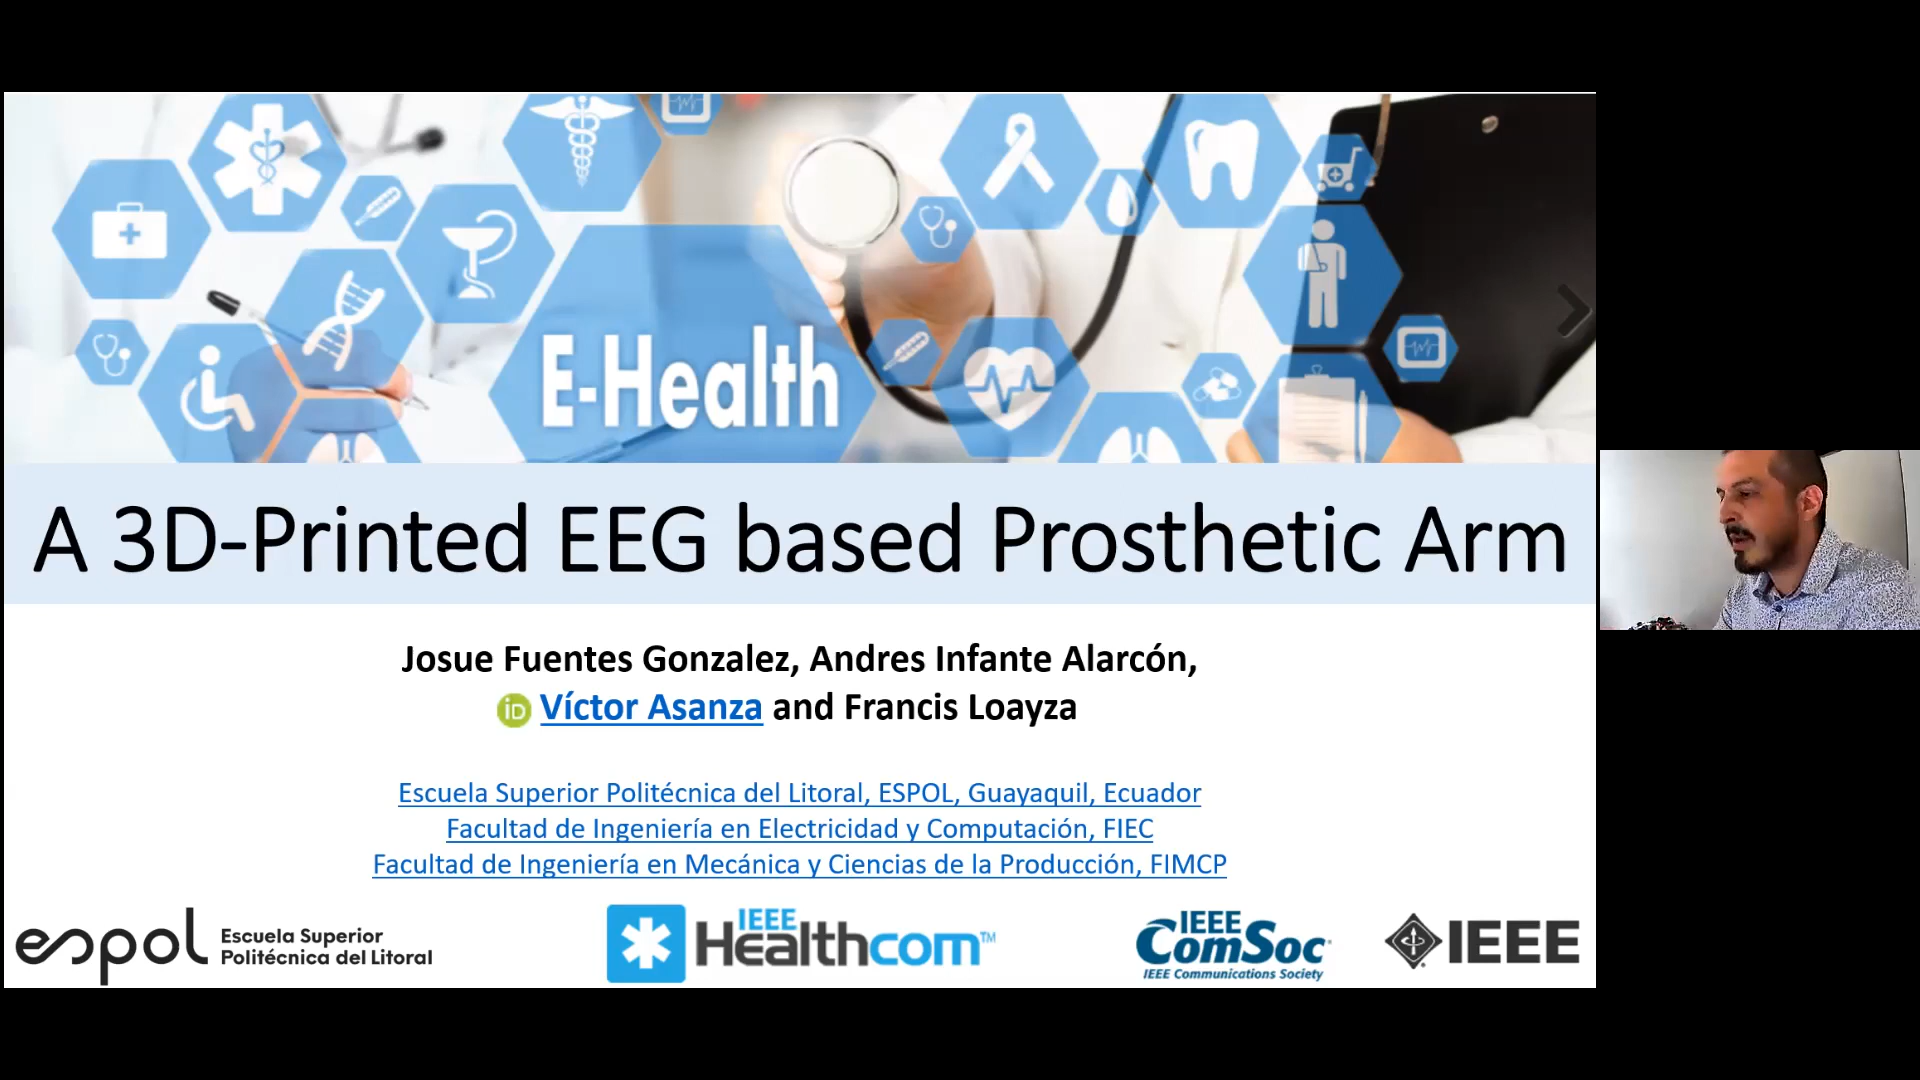 E-Health
A 3D-Printed EEG based Prosthetic Arm
Josue Fuentes Gonzalez, Andres Infante Alarcón,
iD Víctor Asanza and Francis Loayza
Escuela Superior Politécnica del Litoral, ESPOL, Guayaquil, Ecuador
Facultad de Ingeniería en Electricidad y Computación, FIEC
Facultad de Ingeniería en Mecánica y Ciencias de la Producción, FIMCP
espol Escuela Superior
Politécnica del Litoral
IEEE
Healthcom™
IEEE
ComSoc
IEEE Communications Society
IEEE